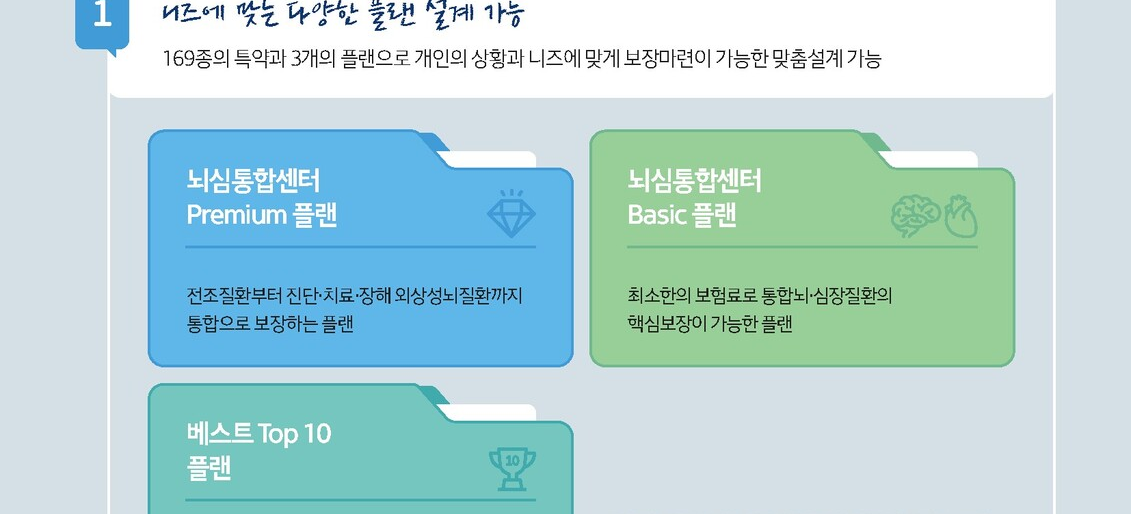 1
니즈에 맞는 다양한 플랜 설계 가능
169종의 특약과 3개의 플랜으로 개인의 상황과 니즈에 맞게 보장마련이 가능한 맞춤설계 가능
뇌심통합센터
Premium 플랜
전조질환부터 진단·치료·장해 외상성뇌질환까지
통합으로 보장하는 플랜
뇌심통합센터
Basic 플랜
최소한의 보험료로 통합뇌·심장질환의
핵심보장이 가능한 플랜
베스트 Top 10
플랜
10